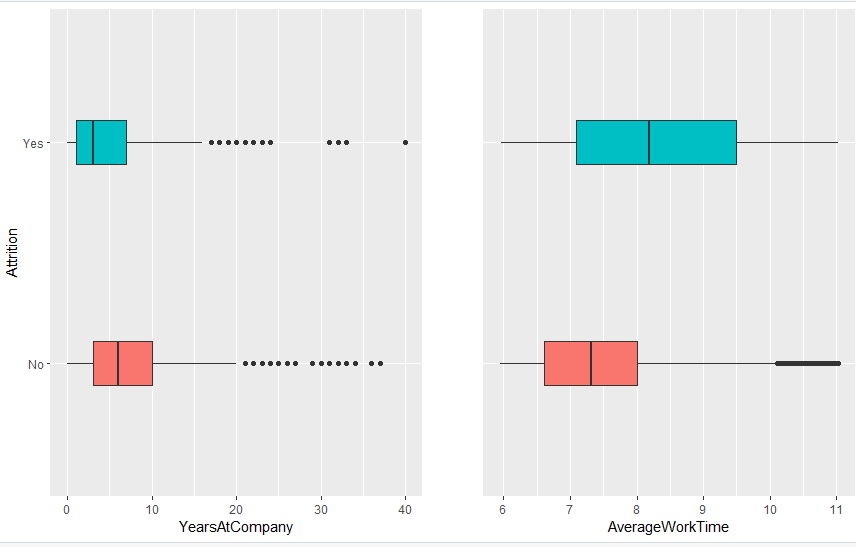 Attrition
Yes
No
0 10 20 30 40
YearsAtCompany
6 7 8 9 10 11
AverageWorkTime